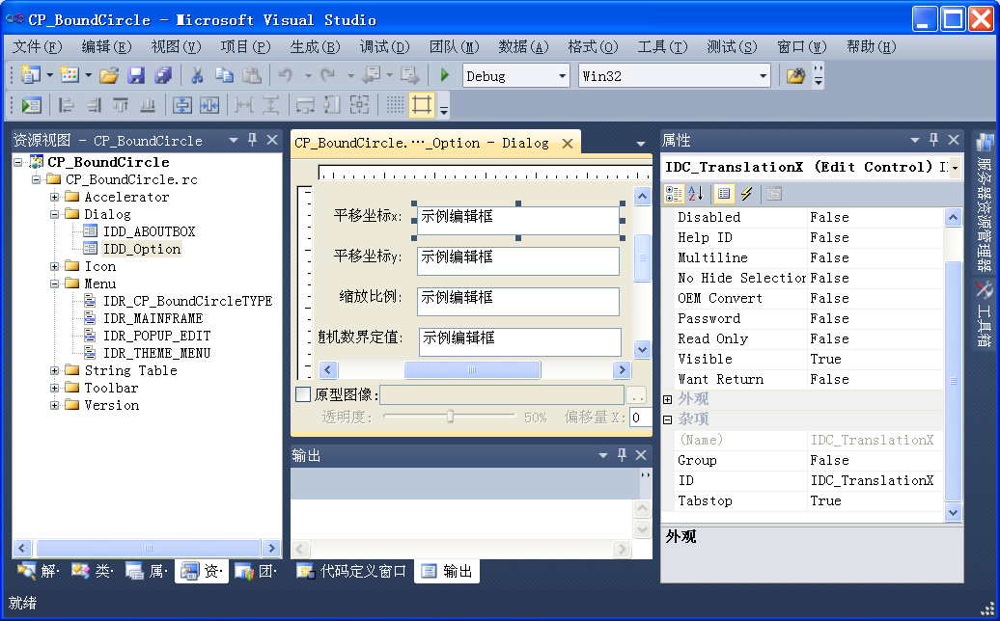 CP_BoundCircle - Microsoft Visual Studio
文件(F) 编辑(E) 视图(V) 项目(P) 生成(B) 调试(D) 团队(M) 数据(A) 格式(O) 工具(T) 测试(S) 窗口(W) 帮助(H)
Debug Win32
资源视图 - CP_BoundCircle
CP_BoundCircle
CP_BoundCircle.rc
Accelerator
Dialog
IDD_ABOUTBOX
IDD_Option
Icon
Menu
IDR_CP_BoundCircleTYPE
IDR_MAINFRAME
IDR_POPUP_EDIT
IDR_THEME_MENU
String Table
Toolbar
Version
解· 类· 属· 资· 团·
CP_BoundCircle.···_Option - Dialog
平移坐标x: 示例编辑框
平移坐标y: 示例编辑框
缩放比例: 示例编辑框
随机数界定值: 示例编辑框
原型图像: ..
透明度: 50% 偏移量 X: 0
输出
代码定义窗口 输出
属性
IDC_TranslationX (Edit Control)
Disabled False
Help ID False
Multiline False
No Hide Selection False
OEM Convert False
Password False
Read Only False
Visible True
Want Return False
外观
杂项
(Name) IDC_TranslationX
Group False
ID IDC_TranslationX
Tabstop True
外观
服务器资源管理器
工具箱
就绪